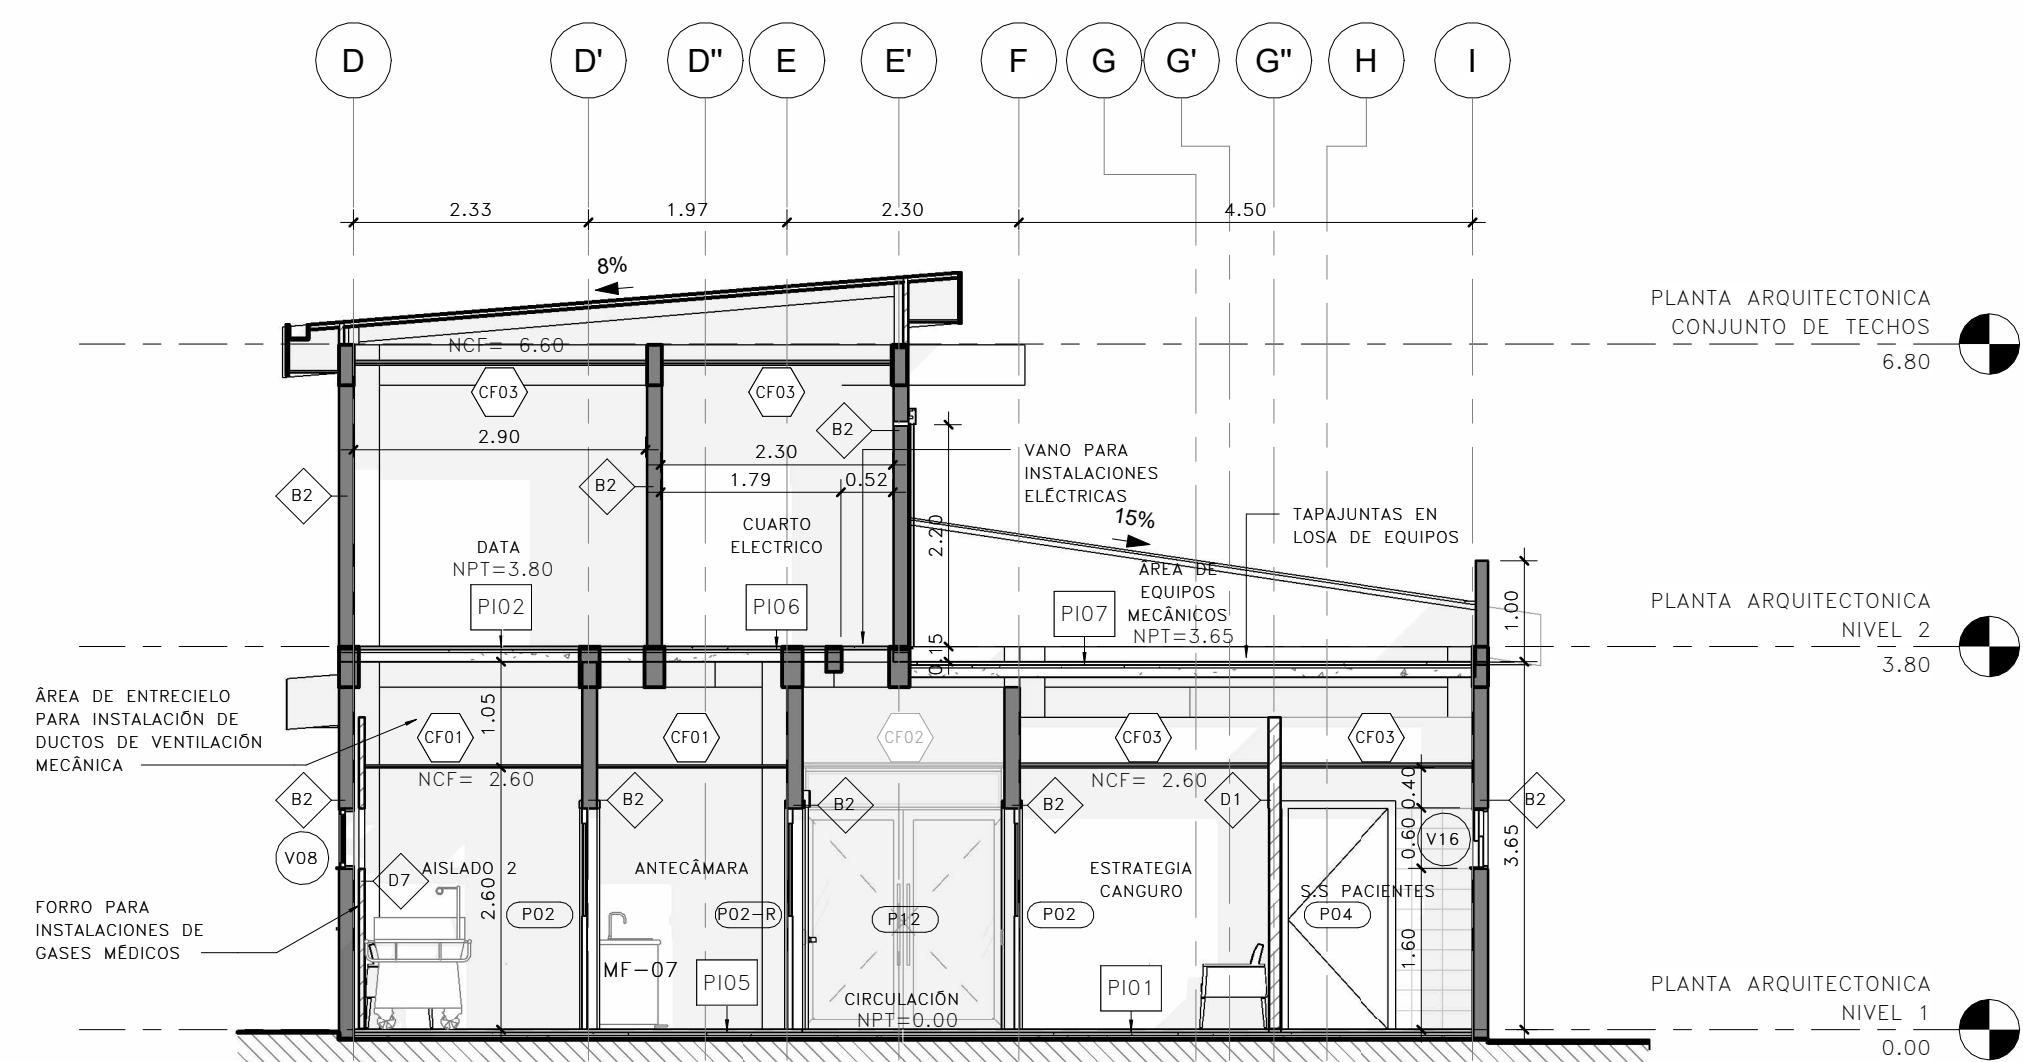 D D' D" E E' F G G' G" H I
2.33 1.97 2.30 4.50
8%
PLANTA ARQUITECTONICA
CONJUNTO DE TECHOS
6.80
NCF= 6.60
CF03 CF03
B2
2.90
2.30
1.79 0.52
B2 B2
VANO PARA
INSTALACIONES
ELÉCTRICAS
15%
2.20
TAPAJUNTAS EN
LOSA DE EQUIPOS
CUARTO
ELECTRICO
DATA
NPT=3.80
PI02 PI06 PI07
ÁREA DE
EQUIPOS
MECÂNICOS
NPT=3.65
0.15
1.00
PLANTA ARQUITECTONICA
NIVEL 2
3.80
ÂREA DE ENTRECIELO
PARA INSTALACIÓN DE
DUCTOS DE VENTILACIÓN
MECÂNICA
1.05
CF01 CF01 CF02 CF03 CF03
NCF= 2.60 NCF= 2.60
0.40
B2 B2 B2 B2 D1 B2
0.60
V16
3.65
V08
D7
AISLADO 2 ANTECÂMARA ESTRATEGIA
CANGURO
S.S PACIENTES
2.60
P02 P02-R P12 P02 P04
1.60
FORRO PARA
INSTALACIONES DE
GASES MÉDICOS
MF-07
PI05 PI01
CIRCULACIÓN
NPT=0.00
PLANTA ARQUITECTONICA
NIVEL 1
0.00